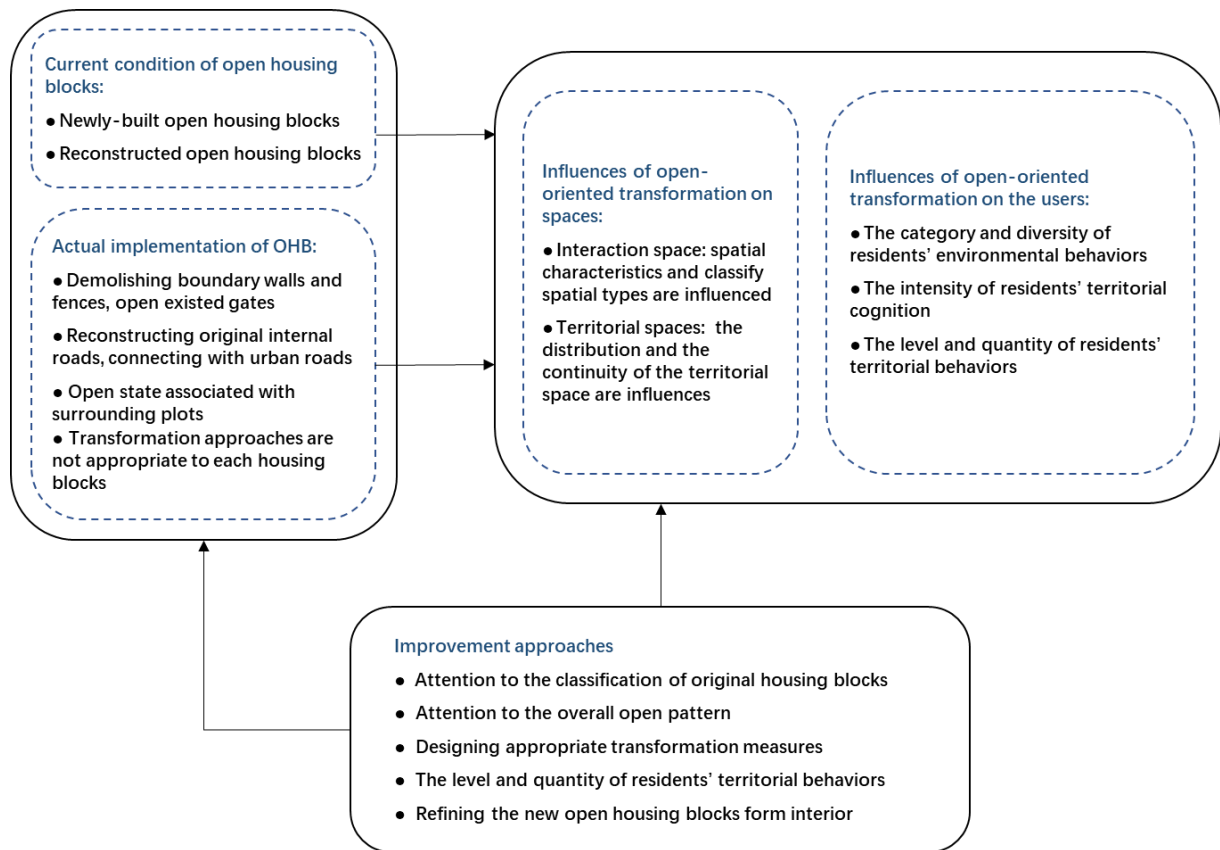 Current condition of open housing
blocks:
● Newly-built open housing blocks
● Reconstructed open housing blocks
Actual implementation of OHB:
● Demolishing boundary walls and
fences, open existed gates
● Reconstructing original internal
roads, connecting with urban roads
● Open state associated with
surrounding plots
● Transformation approaches are
not appropriate to each housing
blocks
Influences of open-
oriented transformation on
spaces:
● Interaction space: spatial
characteristics and classify
spatial types are influenced
● Territorial spaces: the
distribution and the
continuity of the territorial
space are influences
Influences of open-oriented
transformation on the users:
● The category and diversity of
residents’ environmental behaviors
● The intensity of residents’ territorial
cognition
● The level and quantity of residents’
territorial behaviors
Improvement approaches
● Attention to the classification of original housing blocks
● Attention to the overall open pattern
● Designing appropriate transformation measures
● The level and quantity of residents’ territorial behaviors
● Refining the new open housing blocks form interior